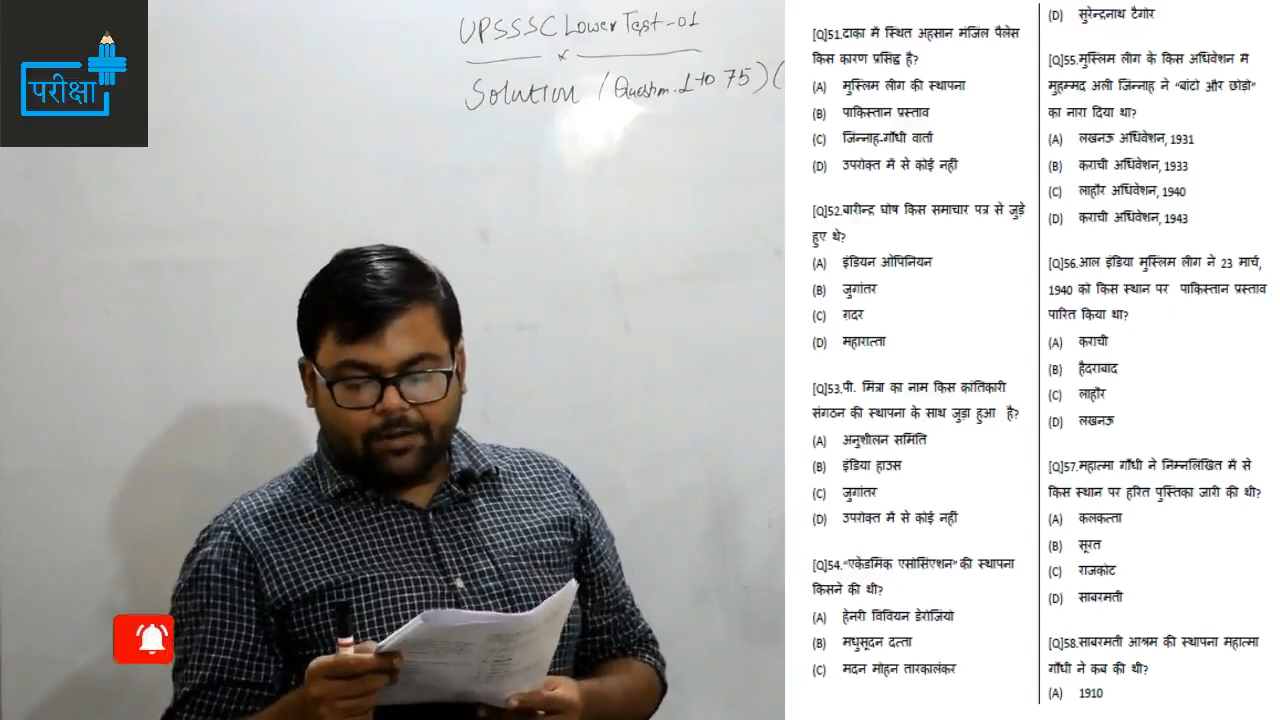 परीक्षा
UPSSSC Lower Test-01
×
Solution (Question-1 to 75) (
[Q]51.ढाका में स्थित अहसान मंजिल पैलेस
किस कारण प्रसिद्ध है?
(A) मुस्लिम लीग की स्थापना
(B) पाकिस्तान प्रस्ताव
(C) जिन्नाह-गाँधी वार्ता
(D) उपरोक्त में से कोई नहीं
[Q]52.बारीन्द्र घोष किस समाचार पत्र से जुड़े
हुए थे?
(A) इंडियन ओपिनियन
(B) जुगांतर
(C) ग़दर
(D) महारात्ता
[Q]53.पी. मित्रा का नाम किस क्रांतिकारी
संगठन की स्थापना के साथ जुड़ा हुआ है?
(A) अनुशीलन समिति
(B) इंडिया हाउस
(C) जुगांतर
(D) उपरोक्त में से कोई नहीं
[Q]54.“एकेडमिक एसोसिएशन” की स्थापना
किसने की थी?
(A) हेनरी विवियन डेरोजियो
(B) मधुसूदन दत्ता
(C) मदन मोहन तारकालंकर
(D) सुरेन्द्रनाथ टैगोर
[Q]55.मुस्लिम लीग के किस अधिवेशन में
मुहम्मद अली जिन्नाह ने “बांटो और छोड़ो”
का नारा दिया था?
(A) लखनऊ अधिवेशन, 1931
(B) कराची अधिवेशन, 1933
(C) लाहौर अधिवेशन, 1940
(D) कराची अधिवेशन, 1943
[Q]56.आल इंडिया मुस्लिम लीग ने 23 मार्च,
1940 को किस स्थान पर पाकिस्तान प्रस्ताव
पारित किया था?
(A) कराची
(B) हैदराबाद
(C) लाहौर
(D) लखनऊ
[Q]57.महात्मा गाँधी ने निम्नलिखित में से
किस स्थान पर हरित पुस्तिका जारी की थी?
(A) कलकत्ता
(B) सूरत
(C) राजकोट
(D) साबरमती
[Q]58.साबरमती आश्रम की स्थापना महात्मा
गाँधी ने कब की थी?
(A) 1910